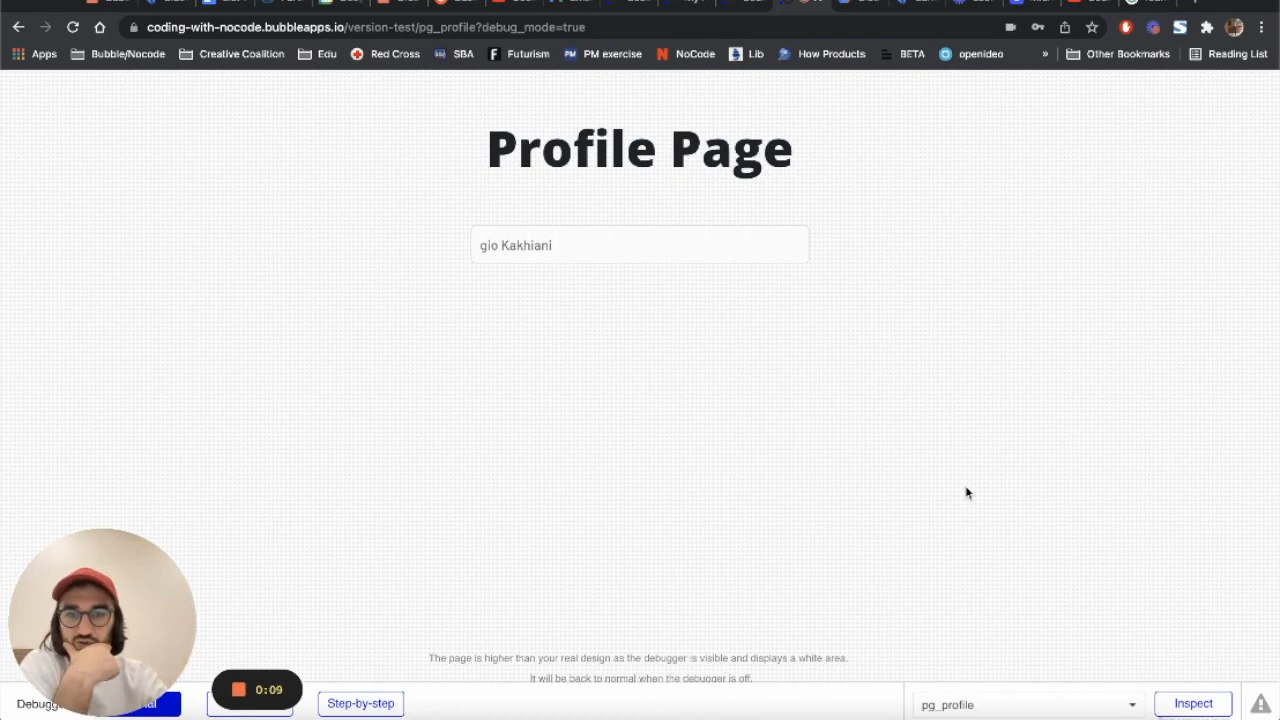 coding-with-nocode.bubbleapps.io/version-test/pg_profile?debug_mode=true
Apps Bubble/Nocode Creative Coalition Edu Red Cross SBA Futurism PM exercise NoCode Lib How Products BETA openideo » Other Bookmarks Reading List
Profile Page
gio Kakhiani
The page is higher than your real design as the debugger is visible and displays a white area.
It will be back to normal when the debugger is off.
0:09
Step-by-step
pg_profile
Inspect